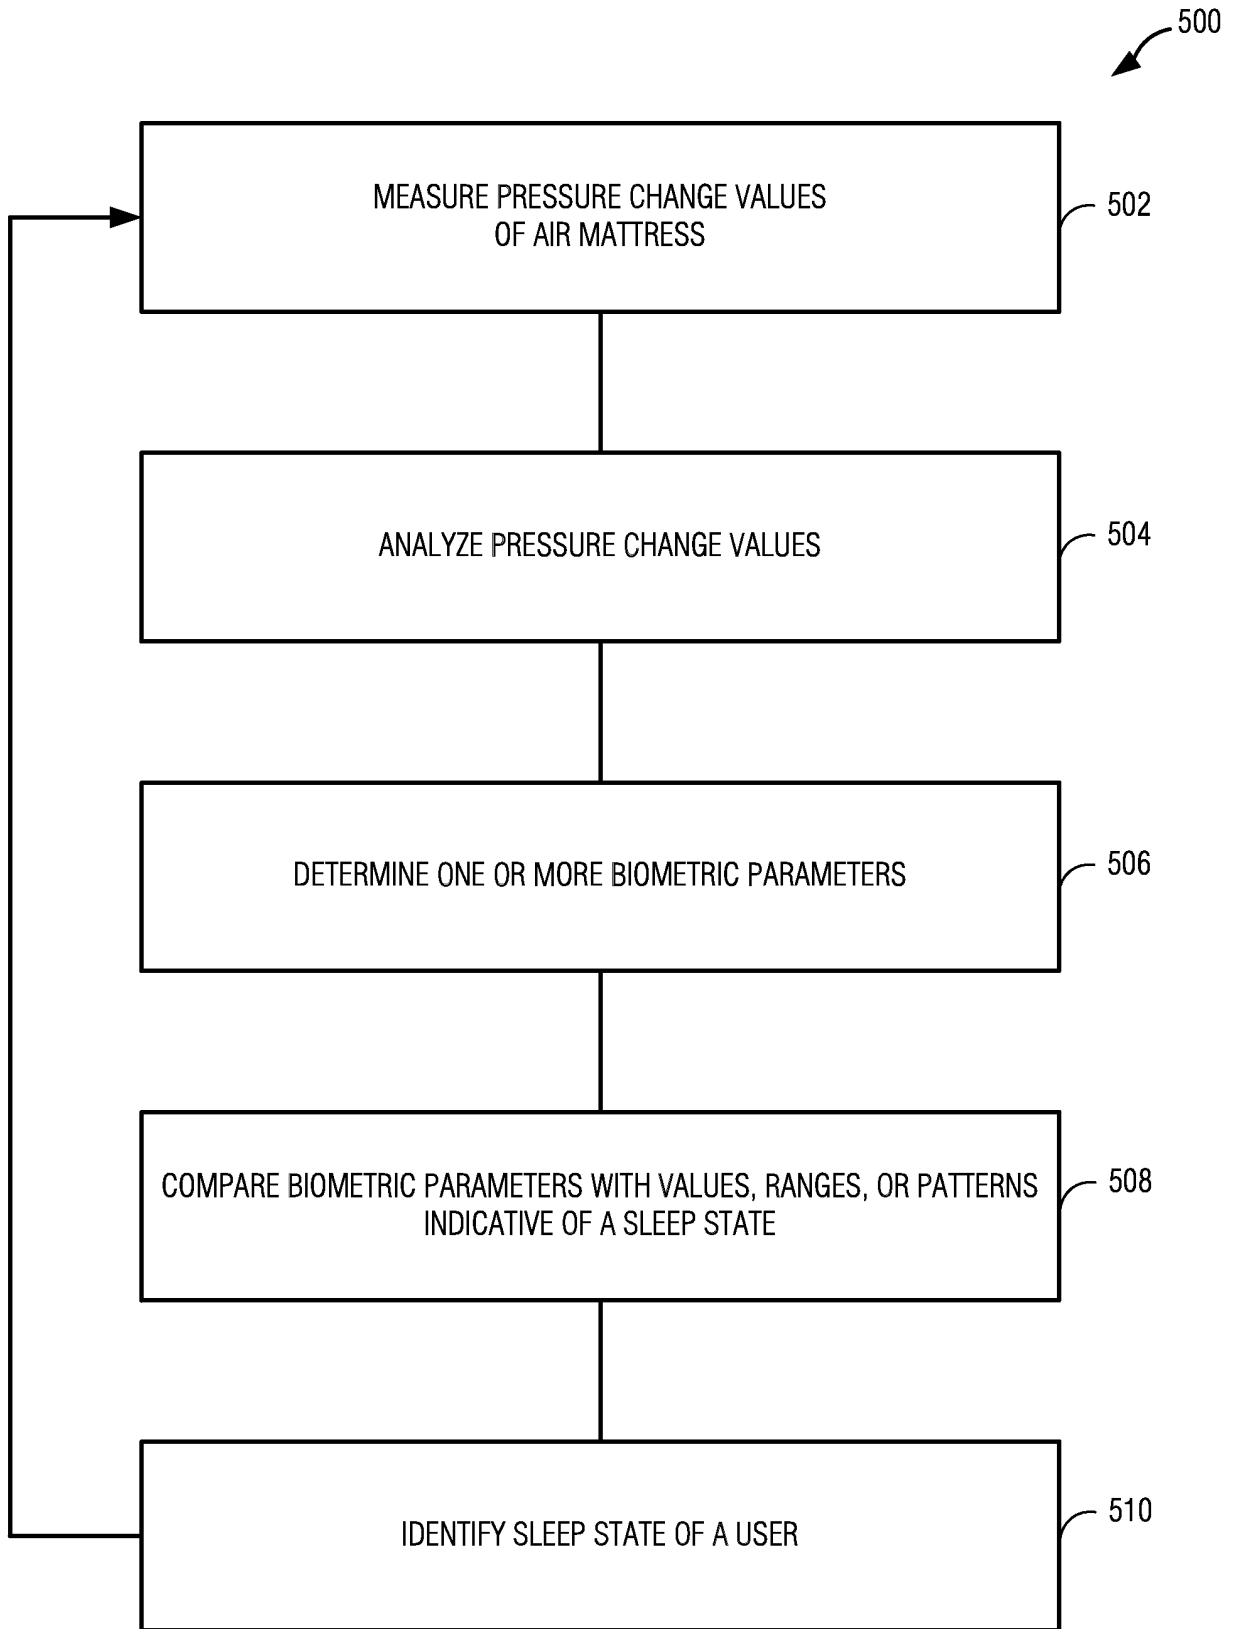 500
MEASURE PRESSURE CHANGE VALUES
OF AIR MATTRESS
502
ANALYZE PRESSURE CHANGE VALUES
504
DETERMINE ONE OR MORE BIOMETRIC PARAMETERS
506
COMPARE BIOMETRIC PARAMETERS WITH VALUES, RANGES, OR PATTERNS
INDICATIVE OF A SLEEP STATE
508
IDENTIFY SLEEP STATE OF A USER
510